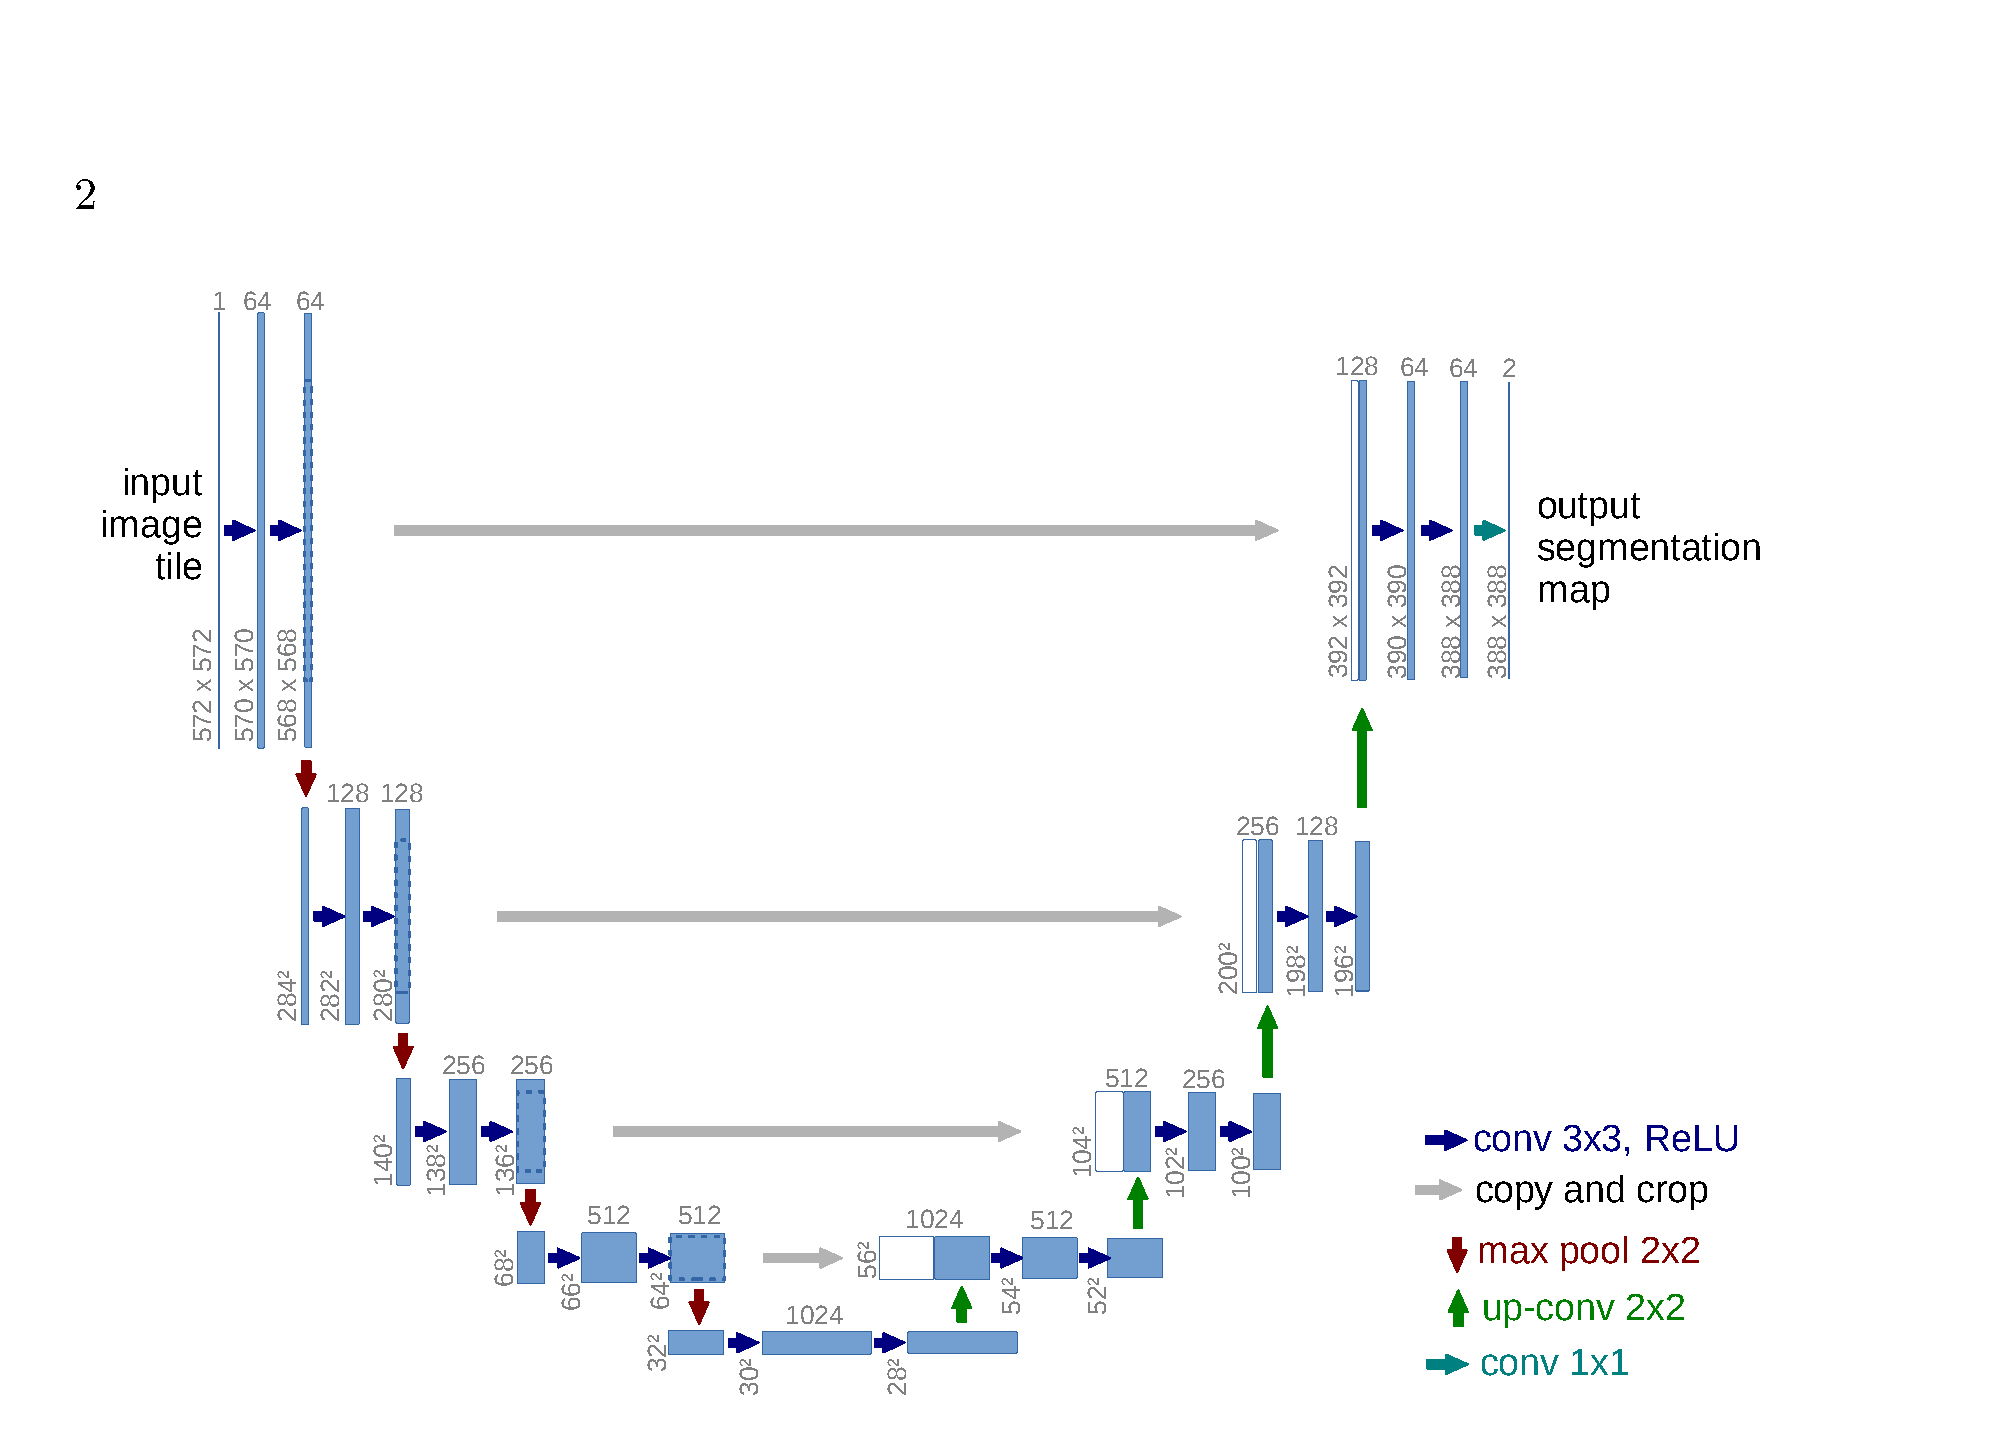 2
1 64 64
input
image
tile
572 x 572
570 x 570
568 x 568
128 64 64 2
392 x 392
390 x 390
388 x 388
388 x 388
output
segmentation
map
128 128
284²
282²
280²
256 128
200²
198²
196²
256 256
140²
138²
136²
512 256
104²
102²
100²
512 512
68²
66²
64²
1024 512
56²
54²
52²
1024
32²
30²
28²
conv 3x3, ReLU
copy and crop
max pool 2x2
up-conv 2x2
conv 1x1